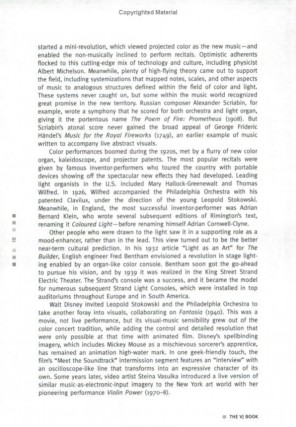 Copyrighted Material
started a mini-revolution, which viewed projected color as the new music—and
enabled the non-musically inclined to perform recitals. Optimistic adherents
flocked to this cutting-edge mix of technology and culture, including physicist
Albert Michelson. Meanwhile, plenty of high-flying theory came out to support
the field, including systemizations that mapped notes, scales, and other aspects
of music to analogous structures defined within the field of color and light.
These systems never caught on, but some within the music world recognized
great promise in the new territory. Russian composer Alexander Scriabin, for
example, wrote a symphony that he scored for both orchestra and light organ,
giving it the portentous name The Poem of Fire: Prometheus (1908). But
Scriabin's atonal score never gained the broad appeal of George Frideric
Händel's Music for the Royal Fireworks (1749), an earlier example of music
written to accompany live abstract visuals.
Color performances boomed during the 1920s, met by a flurry of new color
organ, kaleidoscope, and projector patents. The most popular recitals were
given by famous inventor-performers who toured the country with portable
devices showing off the spectacular new effects they had developed. Leading
light organists in the U.S. included Mary Hallock-Greenewalt and Thomas
Wilfred. In 1926, Wilfred accompanied the Philadelphia Orchestra with his
patented Clavilux, under the direction of the young Leopold Stokowski.
Meanwhile, in England, the most successful inventor-performer was Adrian
Bernard Klein, who wrote several subsequent editions of Rimington's text,
renaming it Coloured Light—before renaming himself Adrian Cornwell-Clyne.
Other people who were drawn to the light saw it in a supporting role as a
mood-enhancer, rather than in the lead. This view turned out to be the better
near-term cultural prediction. In his 1932 article "Light as an Art" for The
Builder, English engineer Fred Bentham envisioned a revolution in stage light-
ing enabled by an organ-like color console. Bentham soon got the go-ahead
to pursue his vision, and by 1939 it was realized in the King Street Strand
Electric Theater. The Strand's console was a success, and it became the model
for numerous subsequent Strand Light Consoles, which were installed in top
auditoriums throughout Europe and in South America.
Walt Disney invited Leopold Stokowski and the Philadelphia Orchestra to
take another foray into visuals, collaborating on Fantasia (1940). This was a
movie, not live performance, but its visual-music sensibility grew out of the
color concert tradition, while adding the control and detailed resolution that
were only possible at that time with animated film. Disney's spellbinding
imagery, which includes Mickey Mouse as a mischievous sorcerer's apprentice,
has remained an animation high-water mark. In one geek-friendly touch, the
film's "Meet the Soundtrack" intermission segment features an "interview" with
an oscilloscope-like line that transforms into an expressive character of its
own. Some years later, video artist Steina Vasulka introduced a live version of
similar music-as-electronic-input imagery to the New York art world with her
pioneering performance Violin Power (1970–8).
THE VJ BOOK